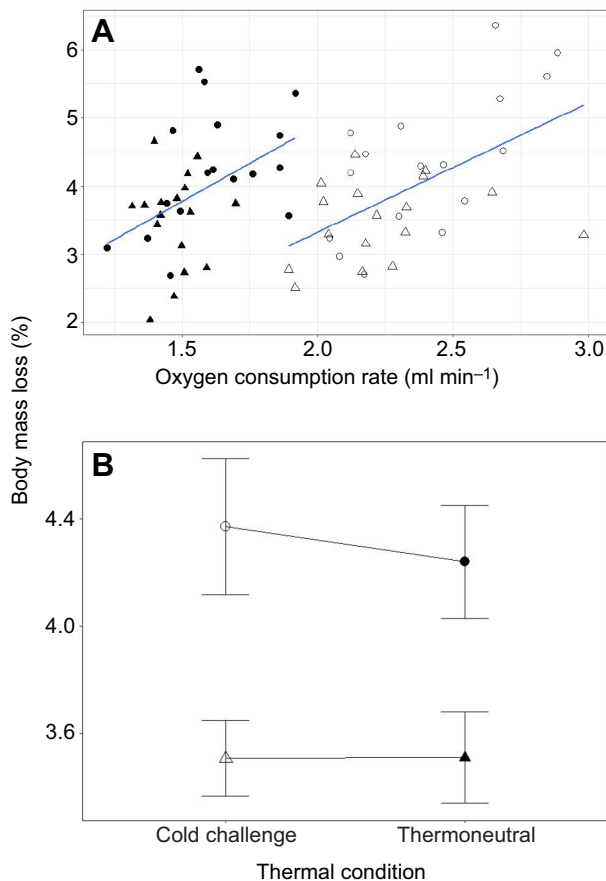 A
6
5
4
3
2
1.5 2.0 2.5 3.0
Oxygen consumption rate (ml min–1)
Body mass loss (%)
B
4.4
4.0
3.6
Cold challenge Thermoneutral
Thermal condition